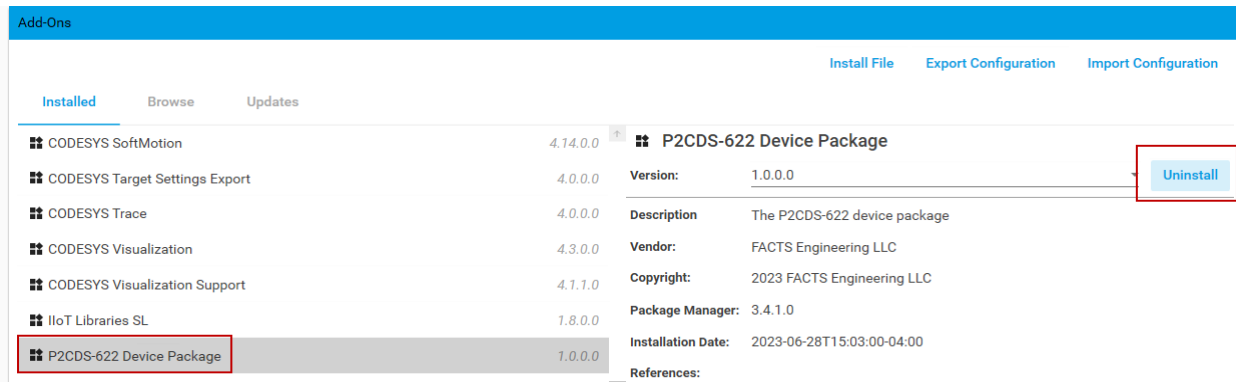 Add-Ons
Install File Export Configuration Import Configuration
Installed Browse Updates
CODESYS SoftMotion 4.14.0.0
CODESYS Target Settings Export 4.0.0.0
CODESYS Trace 4.0.0.0
CODESYS Visualization 4.3.0.0
CODESYS Visualization Support 4.1.1.0
IIoT Libraries SL 1.8.0.0
P2CDS-622 Device Package 1.0.0.0
P2CDS-622 Device Package
Version: 1.0.0.0 Uninstall
Description The P2CDS-622 device package
Vendor: FACTS Engineering LLC
Copyright: 2023 FACTS Engineering LLC
Package Manager: 3.4.1.0
Installation Date: 2023-06-28T15:03:00-04:00
References: